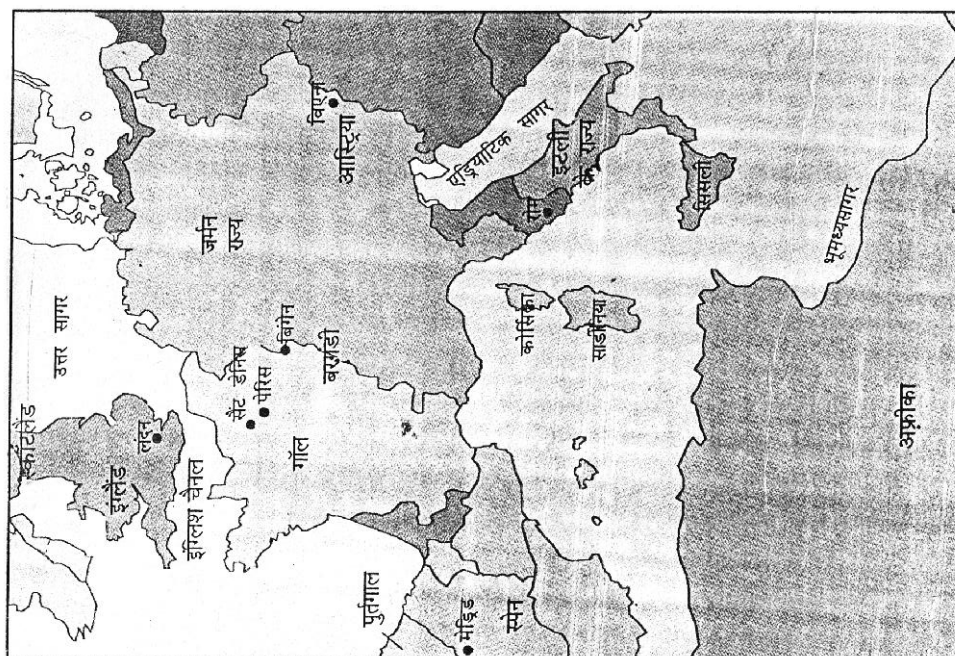 स्कॉटलैंड
उत्तर सागर
इंग्लैंड
लंदन
इंग्लिश चैनल
जर्मन
राज्य
सैंट डेनिस
पेरिस
बिंगेन
गॉल
बरगंडी
विएना
आस्ट्रिया
एड्रियाटिक सागर
इटली
के राज्य
रोम
पुर्तगाल
मैड्रिड
स्पेन
कोर्सिका
सार्डीनिया
सिसली
भूमध्यसागर
अफ़्रीका